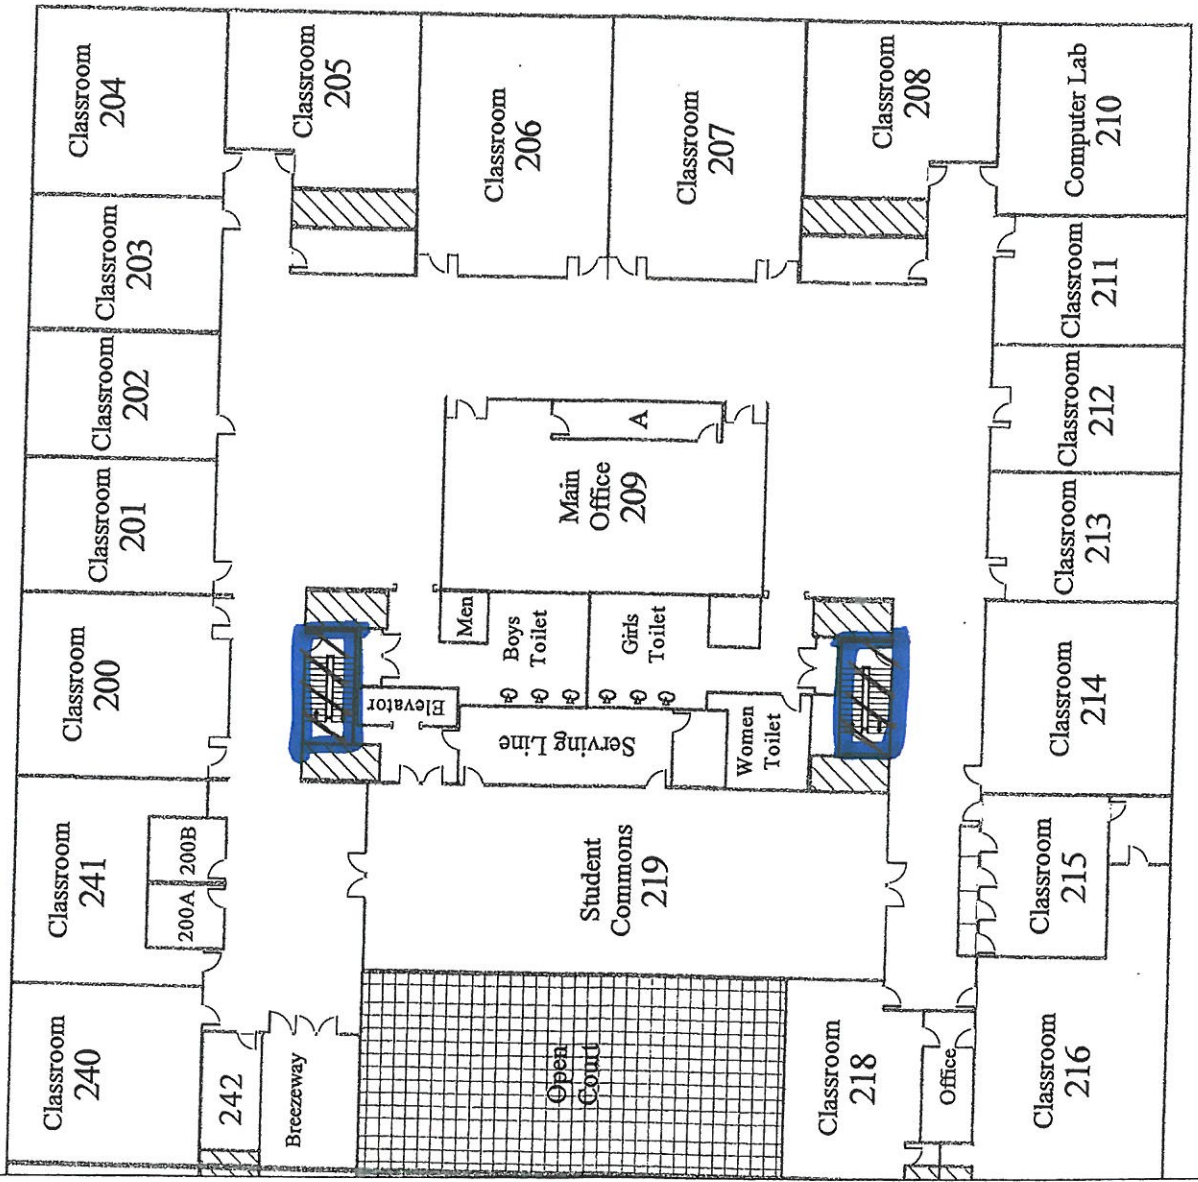 Classroom
204
Classroom
205
Classroom
206
Classroom
207
Classroom
208
Computer Lab
210
Classroom
203
Classroom
211
Classroom
202
Classroom
212
Classroom
201
Classroom
213
A
Main
Office
209
Classroom
200
Men
Boys
Toilet
Girls
Toilet
Elevator
Serving Line
Women
Toilet
Classroom
214
Classroom
241
200B
200A
Student
Commons
219
Classroom
215
Classroom
240
242
Breezeway
Open
Court
Classroom
218
Office
Classroom
216